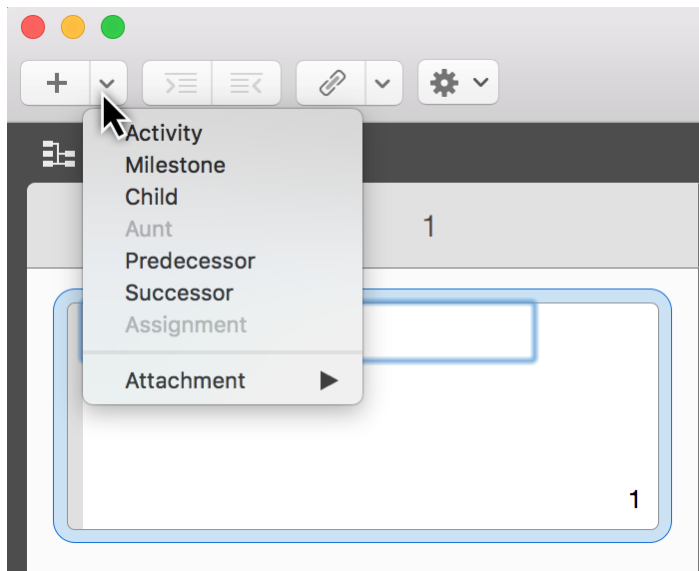 Activity
Milestone
Child
Aunt
Predecessor
Successor
Assignment
Attachment
1
1